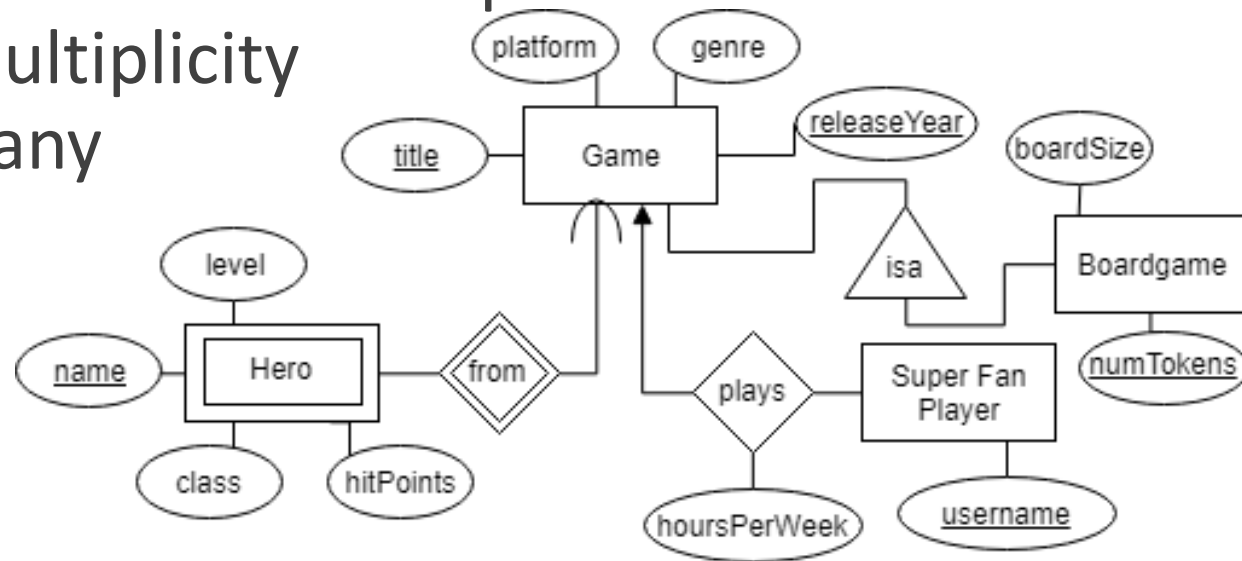 ultiplicity
any
platform
genre
title
Game
releaseYear
boardSize
level
isa
Boardgame
name
Hero
from
plays
Super Fan
Player
numTokens
class
hitPoints
hoursPerWeek
username